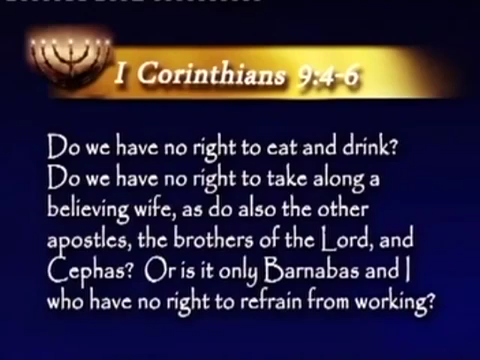 I Corinthians 9:4-6
Do we have no right to eat and drink?
Do we have no right to take along a
believing wife, as do also the other
apostles, the brothers of the Lord, and
Cephas? Or is it only Barnabas and I
who have no right to refrain from working?